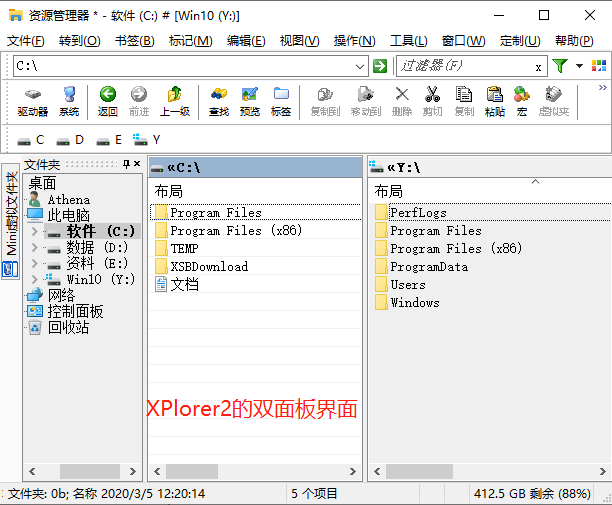 资源管理器 * - 软件 (C:) # [Win10 (Y:)]
文件(F) 转到(O) 书签(B) 标记(M) 编辑(E) 视图(V) 操作(N) 工具(L) 窗口(W) 定制(U) 帮助(P)
C:\ 过滤器(F) x
驱动器 系统 返回 前进 上一级 查找 预览 标签 复制到 移动到 删除 剪切 复制 粘贴 宏 虚拟夹 »
C D E Y
Mini虚拟文件夹
文件夹
桌面
Athena
此电脑
软件 (C:)
数据 (D:)
资料 (E:)
Win10 (Y:)
网络
控制面板
回收站
«C:\
布局
Program Files
Program Files (x86)
TEMP
XSBDownload
文档
XPlorer2的双面板界面
«Y:\
布局
PerfLogs
Program Files
Program Files (x86)
ProgramData
Users
Windows
文件夹: 0b; 名称 2020/3/5 12:20:14 5 个项目 412.5 GB 剩余 (88%)